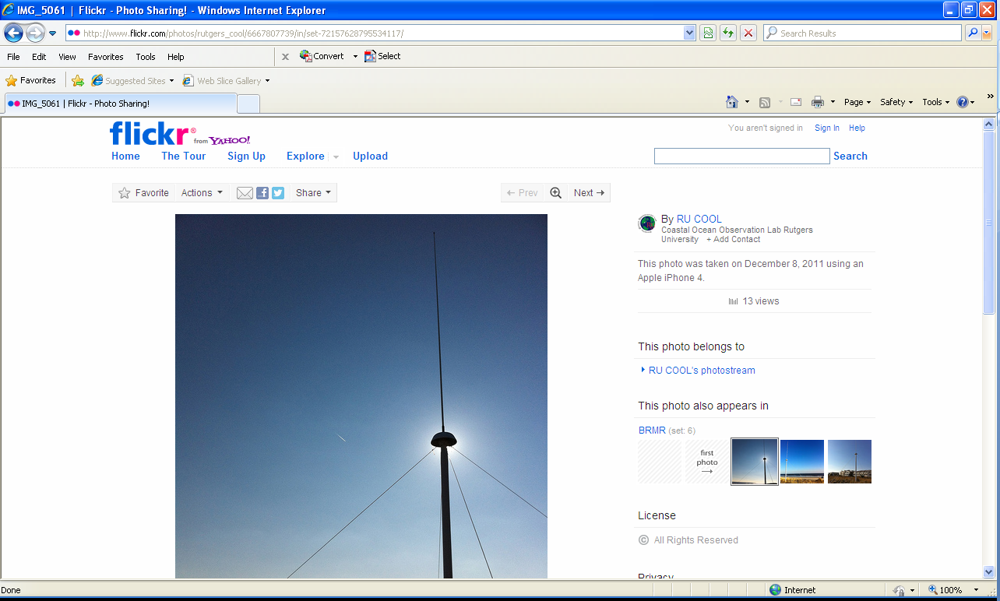 IMG_5061 | Flickr - Photo Sharing! - Windows Internet Explorer
http://www.flickr.com/photos/rutgers_cool/6667807739/in/set-72157628795534117/
Search Results
File Edit View Favorites Tools Help
x Convert Select
Favorites Suggested Sites Web Slice Gallery
IMG_5061 | Flickr - Photo Sharing!
Page Safety Tools ? »
flickr® from YAHOO!
You aren't signed in Sign In Help
Home The Tour Sign Up Explore Upload
Search
Favorite Actions f Share
← Prev Next →
By RU COOL
Coastal Ocean Observation Lab Rutgers
University + Add Contact
This photo was taken on December 8, 2011 using an
Apple iPhone 4.
13 views
This photo belongs to
RU COOL's photostream
This photo also appears in
BRMR (set: 6)
first
photo
→
License
© All Rights Reserved
Privacy
Done Internet 100%